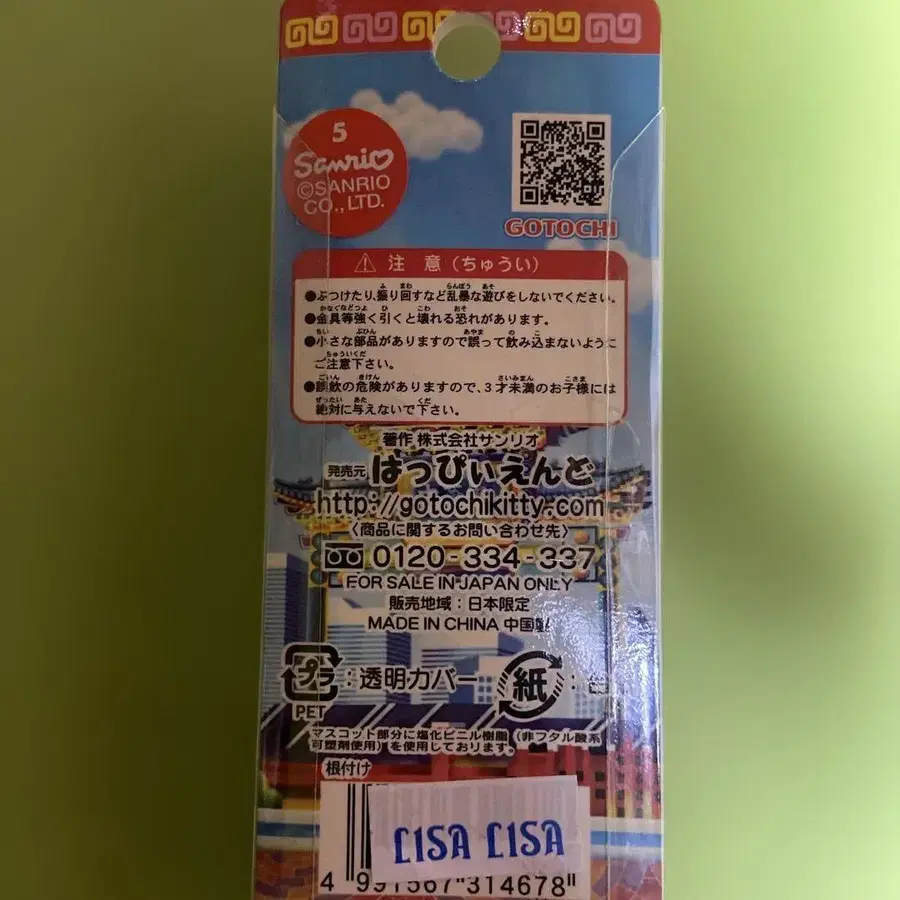 5
Sanrio
©SANRIO
CO., LTD.
GOTOCHI
⚠ 注 意 (ちゅうい)
●ぶつけたり、振り回すなど乱暴な遊びをしないでください。
●金具等強く引くと壊れる恐れがあります。
●小さな部品がありますので誤って飲み込まないように
ご注意下さい。
●誤飲の危険がありますので、3才未満のお子様には
絶対に与えないで下さい。
著作 株式会社サンリオ
発売元 はっぴぃえんど
http://gotochikitty.com
〈商品に関するお問い合わせ先〉
0120-334-337
FOR SALE IN JAPAN ONLY
販売地域:日本限定
MADE IN CHINA 中国製
プラ:透明カバー 紙:
PET
マスコット部分に塩化ビニル樹脂(非フタル酸系
可塑剤使用)を使用しております。
根付け
LISA LISA
4 991567 314678